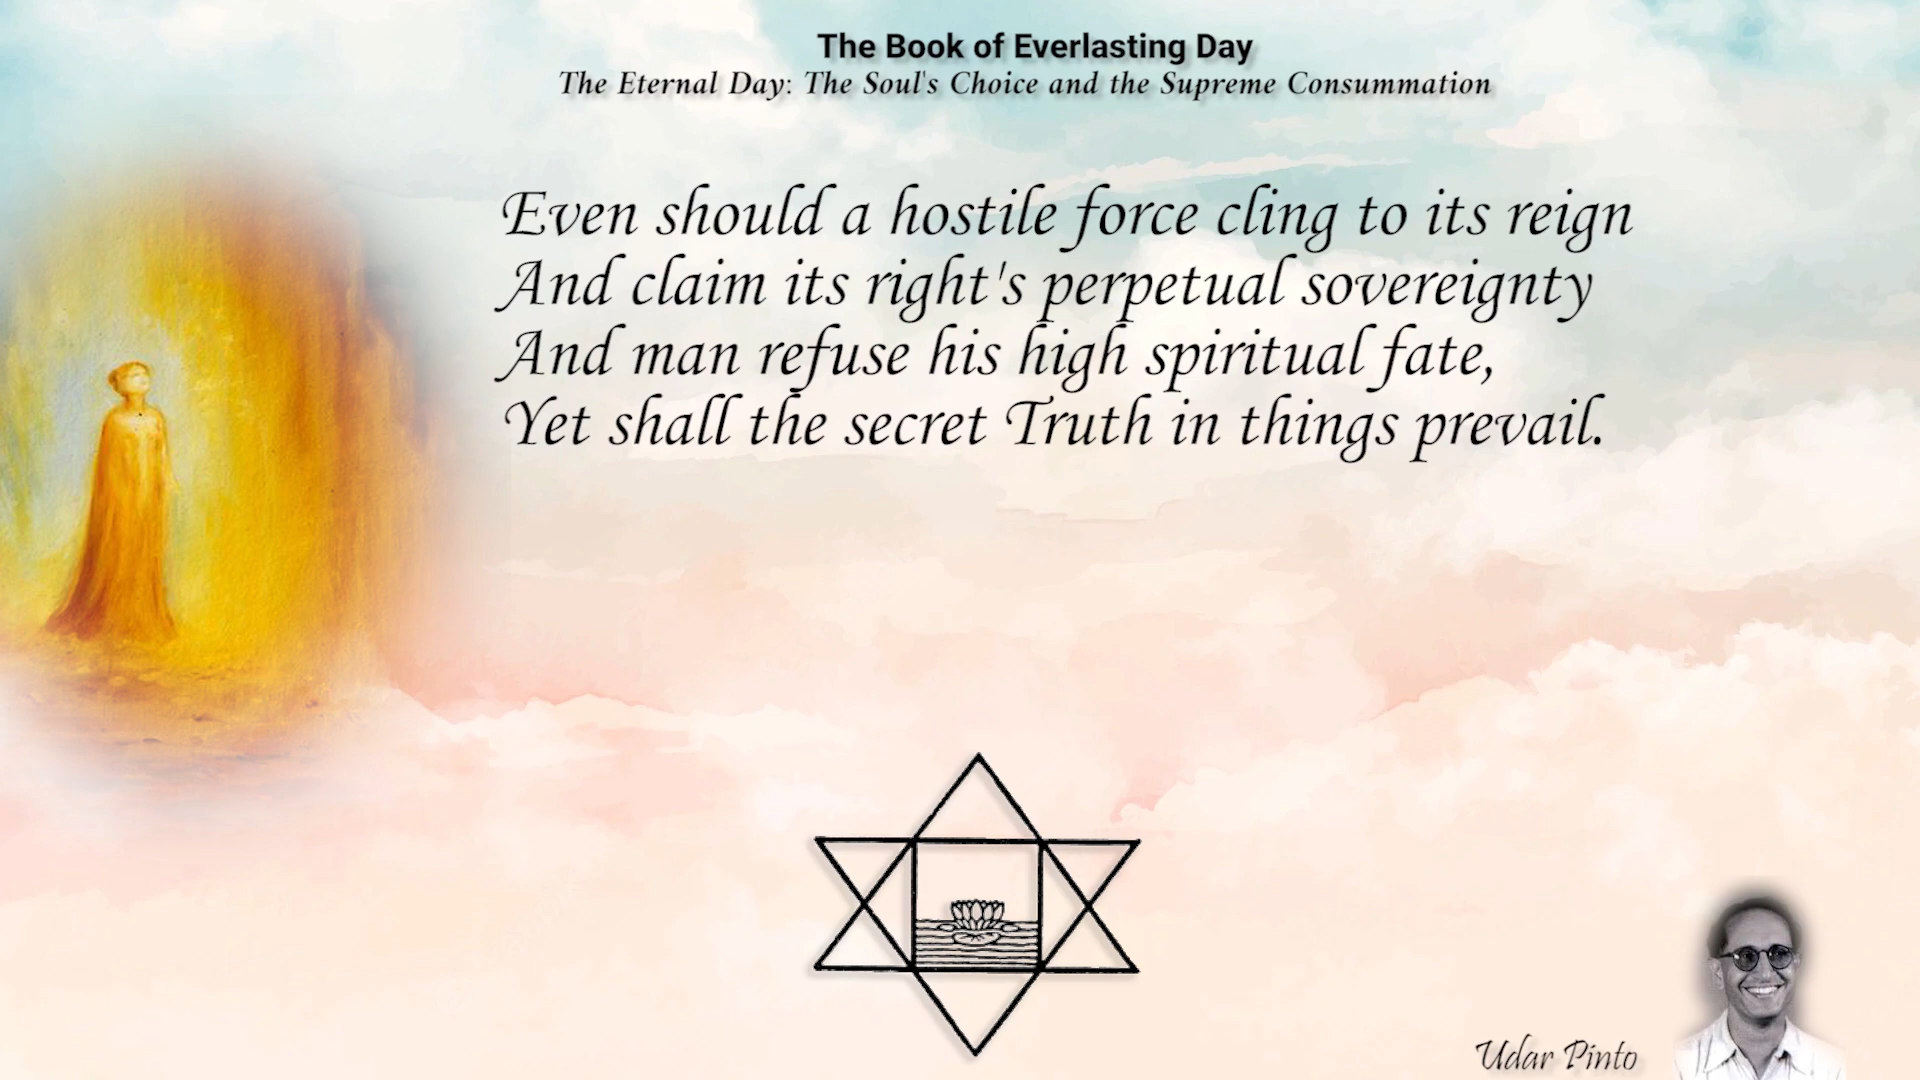 The Book of Everlasting Day
The Eternal Day: The Soul's Choice and the Supreme Consummation
Even should a hostile force cling to its reign
And claim its right's perpetual sovereignty
And man refuse his high spiritual fate,
Yet shall the secret Truth in things prevail.
Udar Pinto